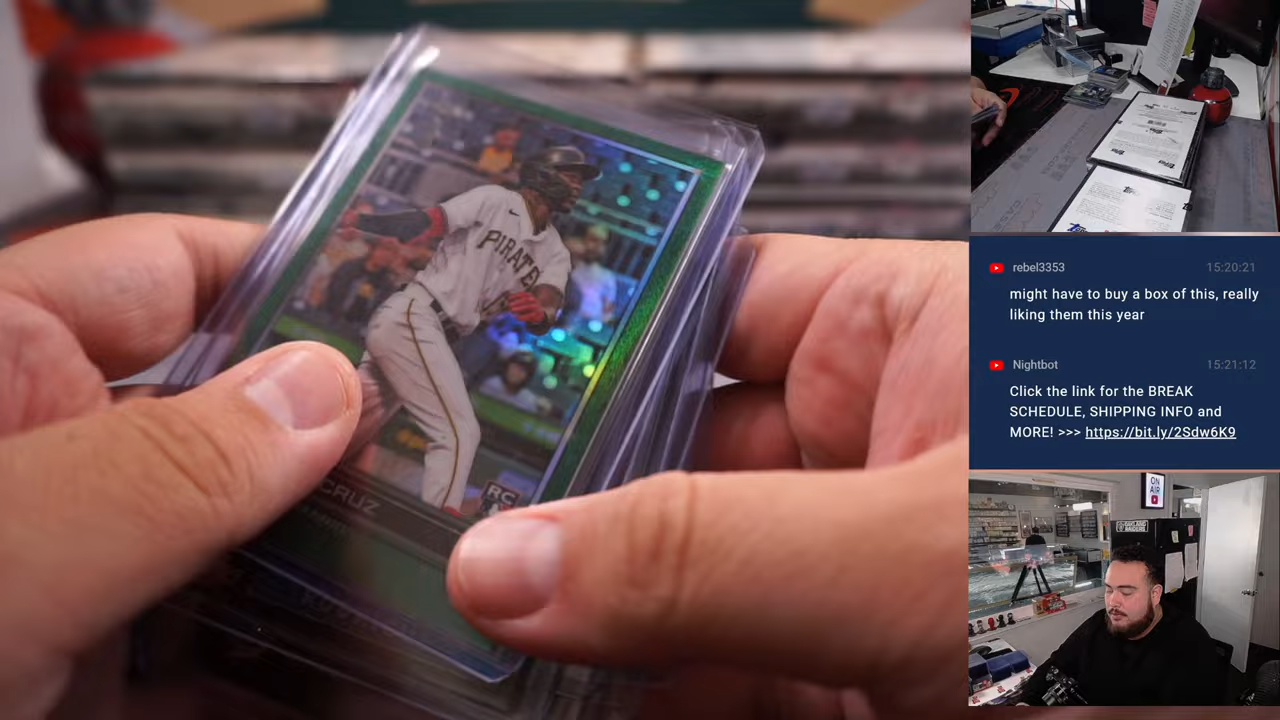 PIRATES
CRUZ
RC
rebel3353
15:20:21
might have to buy a box of this, really
liking them this year
Nightbot
15:21:12
Click the link for the BREAK
SCHEDULE, SHIPPING INFO and
MORE! >>> https://bit.ly/2Sdw6K9
ON
AIR